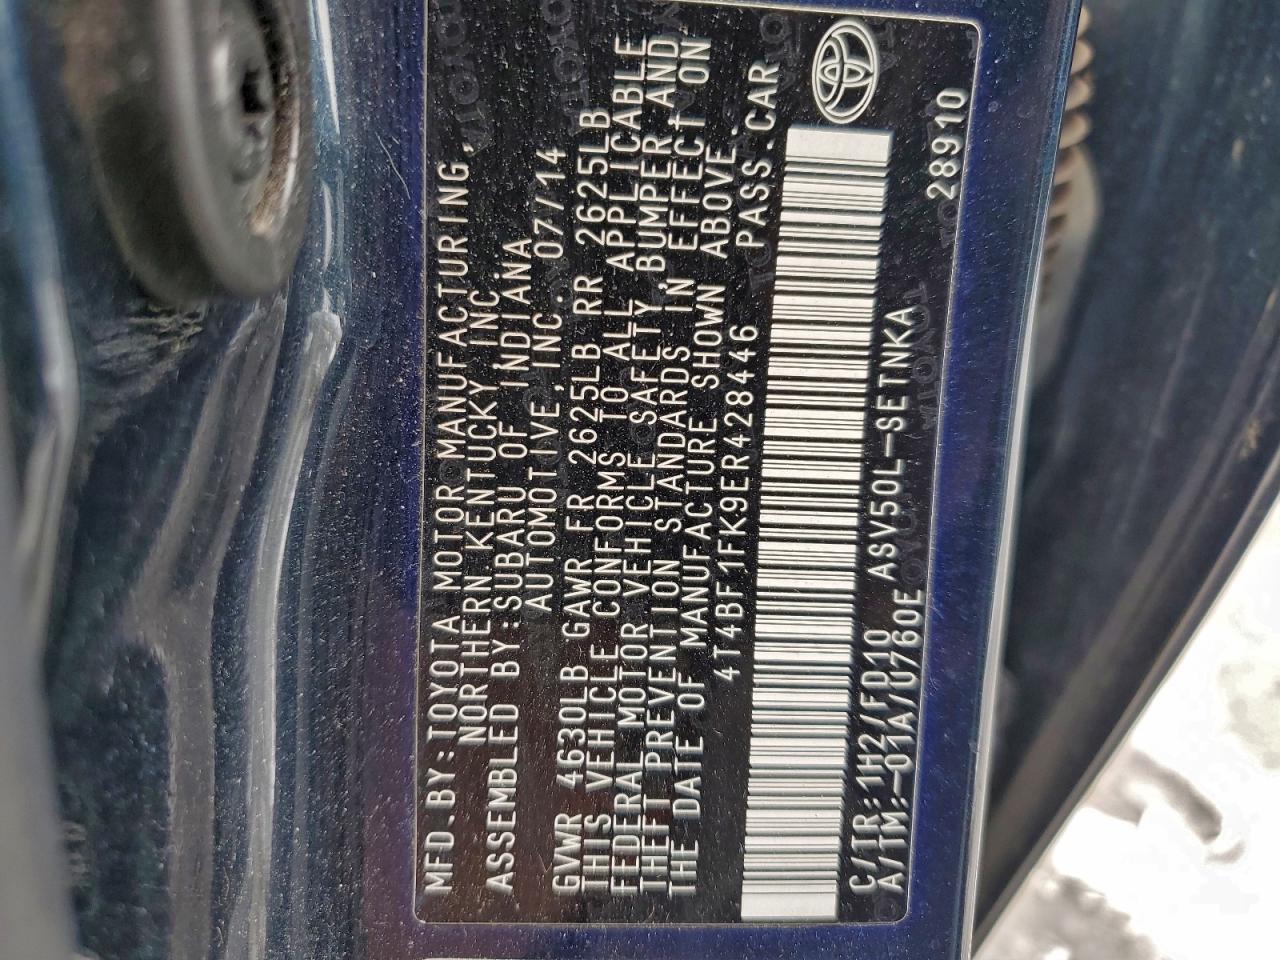 MFD.BY:TOYOTA MOTOR MANUFACTURING,
NORTHERN KENTUCKY,INC.
ASSEMBLED BY:SUBARU OF INDIANA
AUTOMOTIVE,INC. 07/14
GVWR 4630LB GAWR FR 2625LB RR 2625LB
THIS VEHICLE CONFORMS TO ALL APPLICABLE
FEDERAL MOTOR VEHICLE SAFETY,BUMPER AND
THEFT PREVENTION STANDARDS IN EFFECT ON
THE DATE OF MANUFACTURE SHOWN ABOVE.
4T4BF1FK9ER428446 PASS.CAR
C/TR:1H2/FD10 ASV50L-SETNKA
A/TM:-01A/U760E 28910